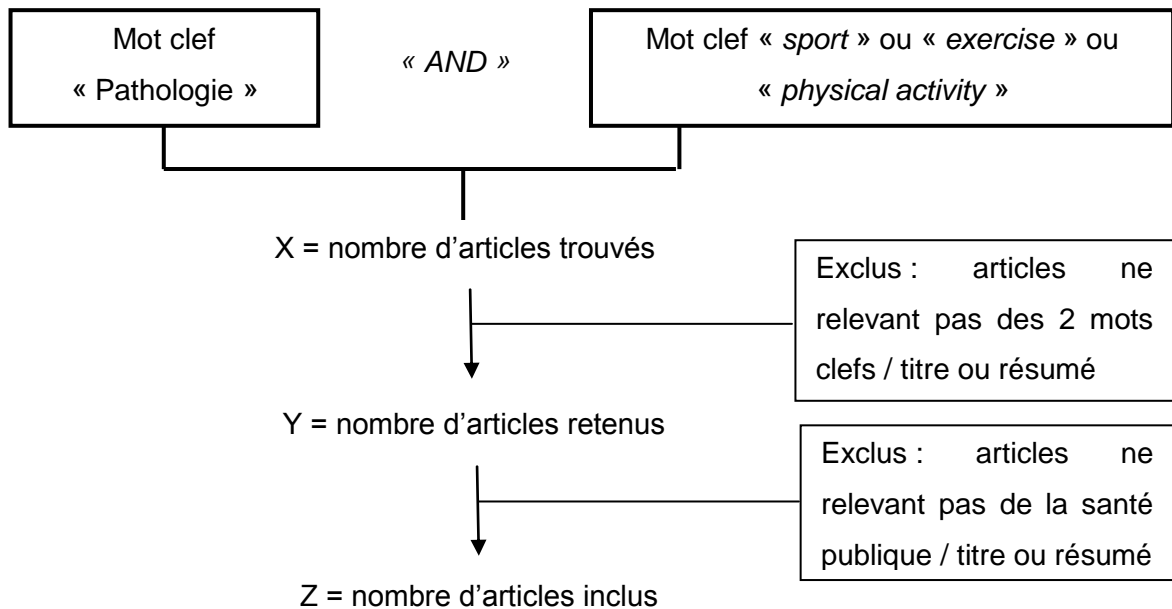 Mot clef
« Pathologie »
« AND »
Mot clef « sport » ou « exercise » ou
« physical activity »
X = nombre d’articles trouvés
Exclus : articles ne
relevant pas des 2 mots
clefs / titre ou résumé
Y = nombre d’articles retenus
Exclus : articles ne
relevant pas de la santé
publique / titre ou résumé
Z = nombre d’articles inclus